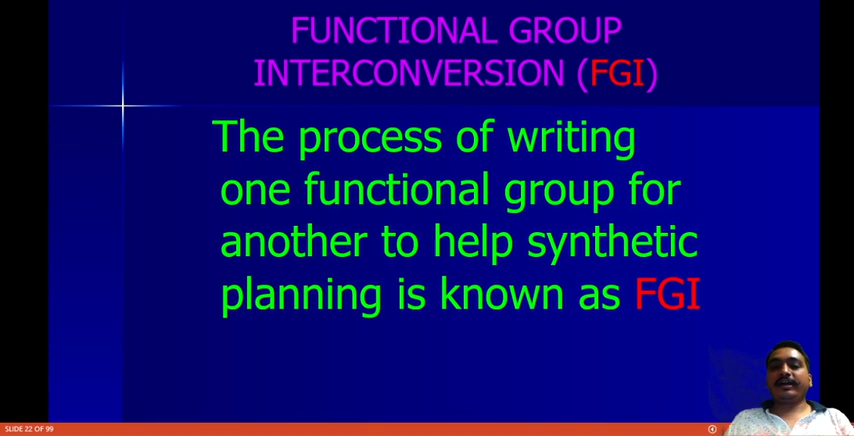 FUNCTIONAL GROUP
INTERCONVERSION (FGI)
The process of writing
one functional group for
another to help synthetic
planning is known as FGI
SLIDE 22 OF 99